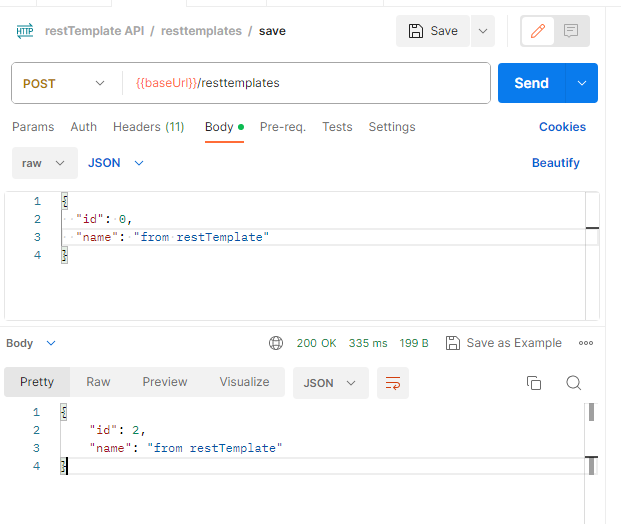 HTTP restTemplate API / resttemplates / save Save
POST {{baseUrl}}/resttemplates Send
Params Auth Headers (11) Body Pre-req. Tests Settings Cookies
raw JSON Beautify
1 {
2 "id": 0,
3 "name": "from restTemplate"
4 }
Body 200 OK 335 ms 199 B Save as Example
Pretty Raw Preview Visualize JSON
1 {
2 "id": 2,
3 "name": "from restTemplate"
4 }